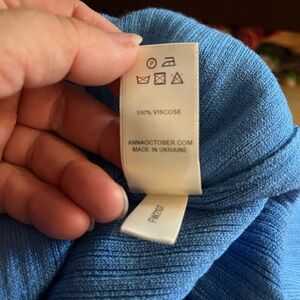 P
100% VISCOSE
ANNAOCTOBER.COM
MADE IN UKRAINE